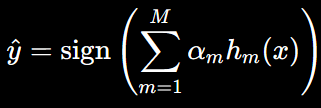 ŷ = sign ( ∑_{m=1}^{M} α_m h_m(x) )